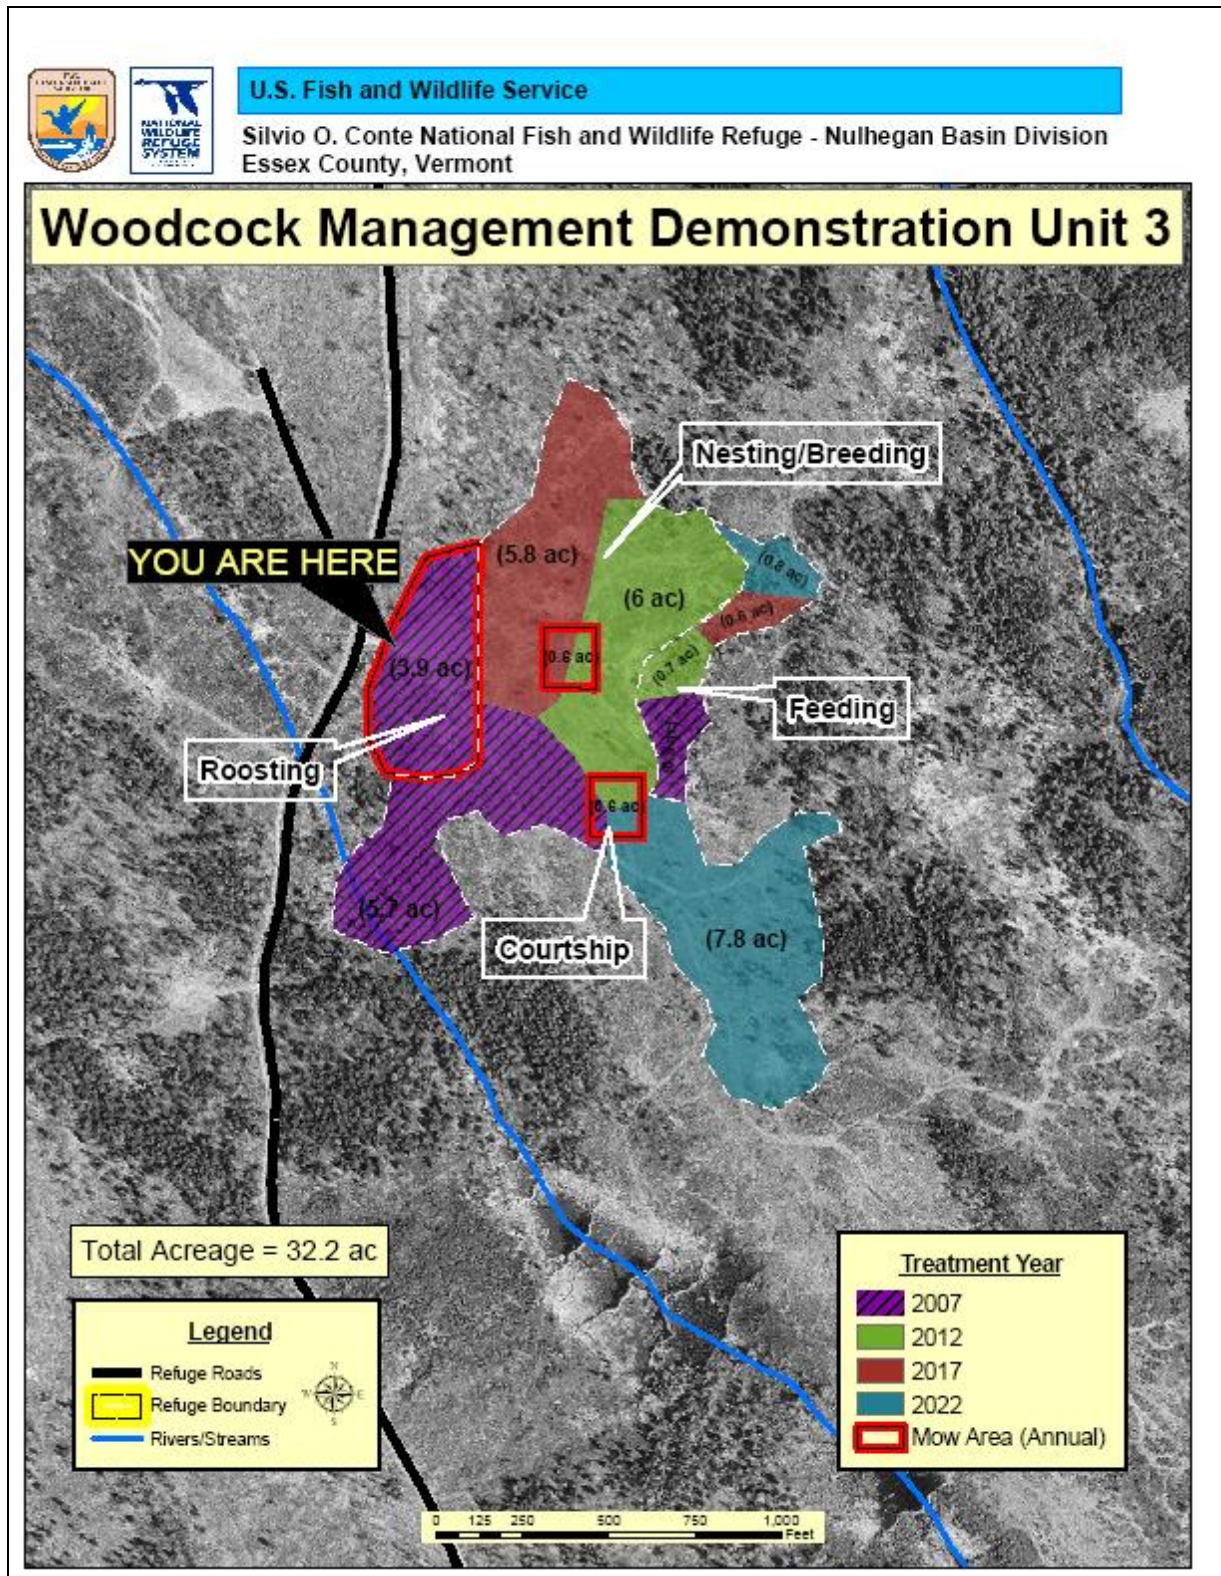 NATIONAL
WILDLIFE
REFUGE
SYSTEM
U.S. Fish and Wildlife Service
Silvio O. Conte National Fish and Wildlife Refuge - Nulhegan Basin Division
Essex County, Vermont
Woodcock Management Demonstration Unit 3
Nesting/Breeding
YOU ARE HERE
(5.8 ac)
(0.8 ac)
(6 ac)
(0.6 ac)
(0.6 ac)
(0.7 ac)
(3.9 ac)
Feeding
Roosting
(0.6 ac)
(5.7 ac)
Courtship
(7.8 ac)
Total Acreage = 32.2 ac
Legend
Refuge Roads
Refuge Boundary
Rivers/Streams
N
W
E
S
Treatment Year
2007
2012
2017
2022
Mow Area (Annual)
0 125 250 500 750 1,000
Feet